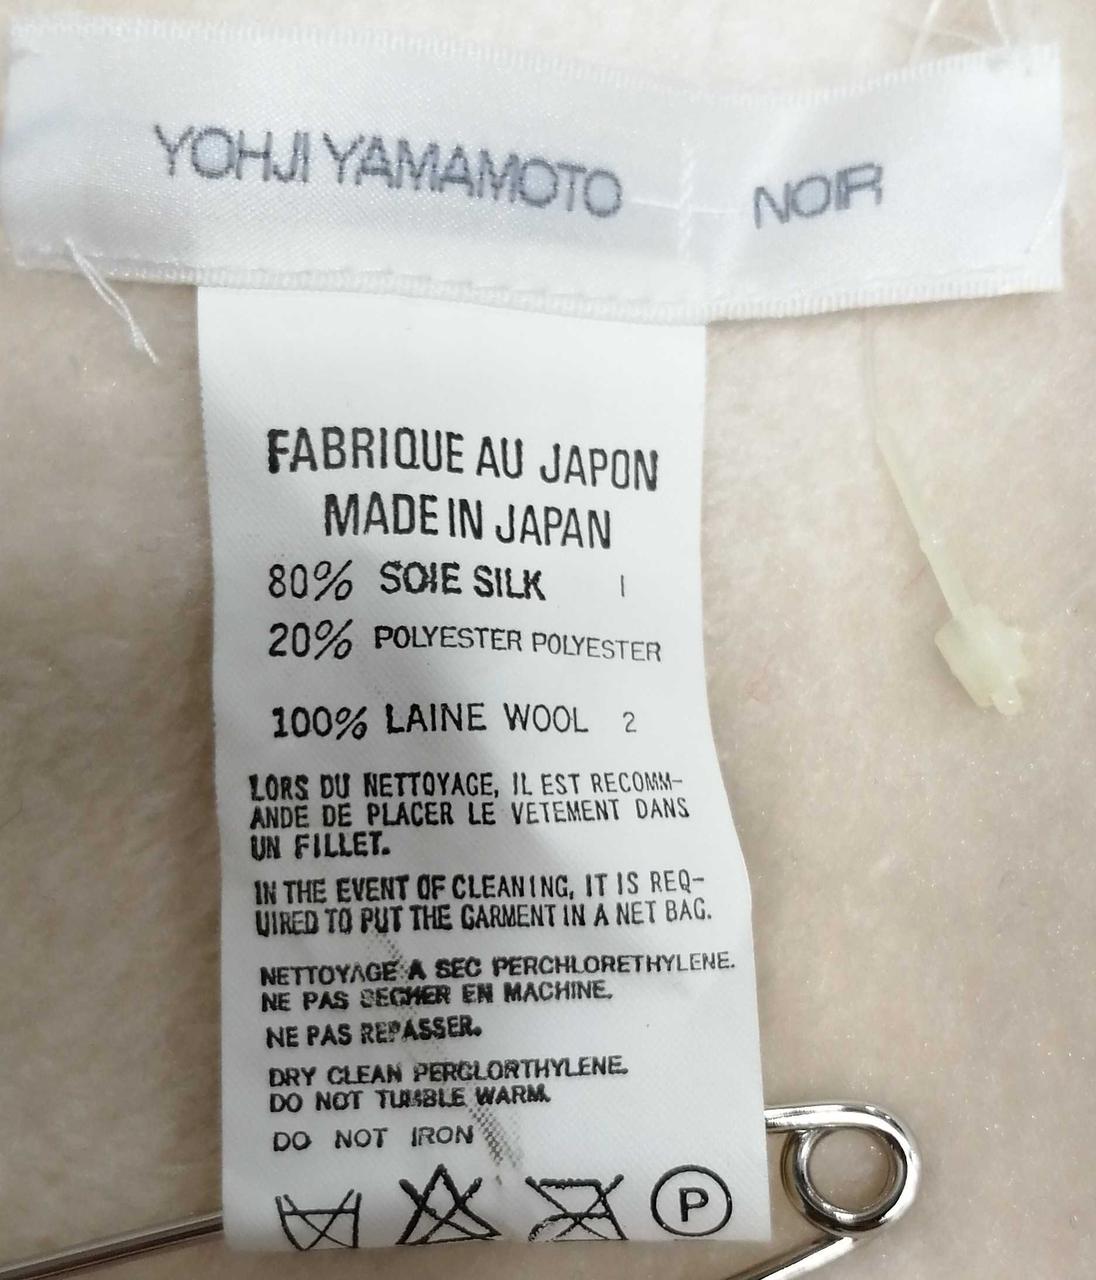 YOHJI YAMAMOTO NOIR
FABRIQUE AU JAPON
MADE IN JAPAN
80% SOIE SILK 1
20% POLYESTER POLYESTER
100% LAINE WOOL 2
LORS DU NETTOYAGE, IL EST RECOMM-
ANDE DE PLACER LE VETEMENT DANS
UN FILLET.
IN THE EVENT OF CLEANING, IT IS REQ-
UIRED TO PUT THE GARMENT IN A NET BAG.
NETTOYAGE A SEC PERCHLORETHYLENE.
NE PAS SECHER EN MACHINE.
NE PAS REPASSER.
DRY CLEAN PERCLORTHYLENE.
DO NOT TUMBLE WARM.
DO NOT IRON
P